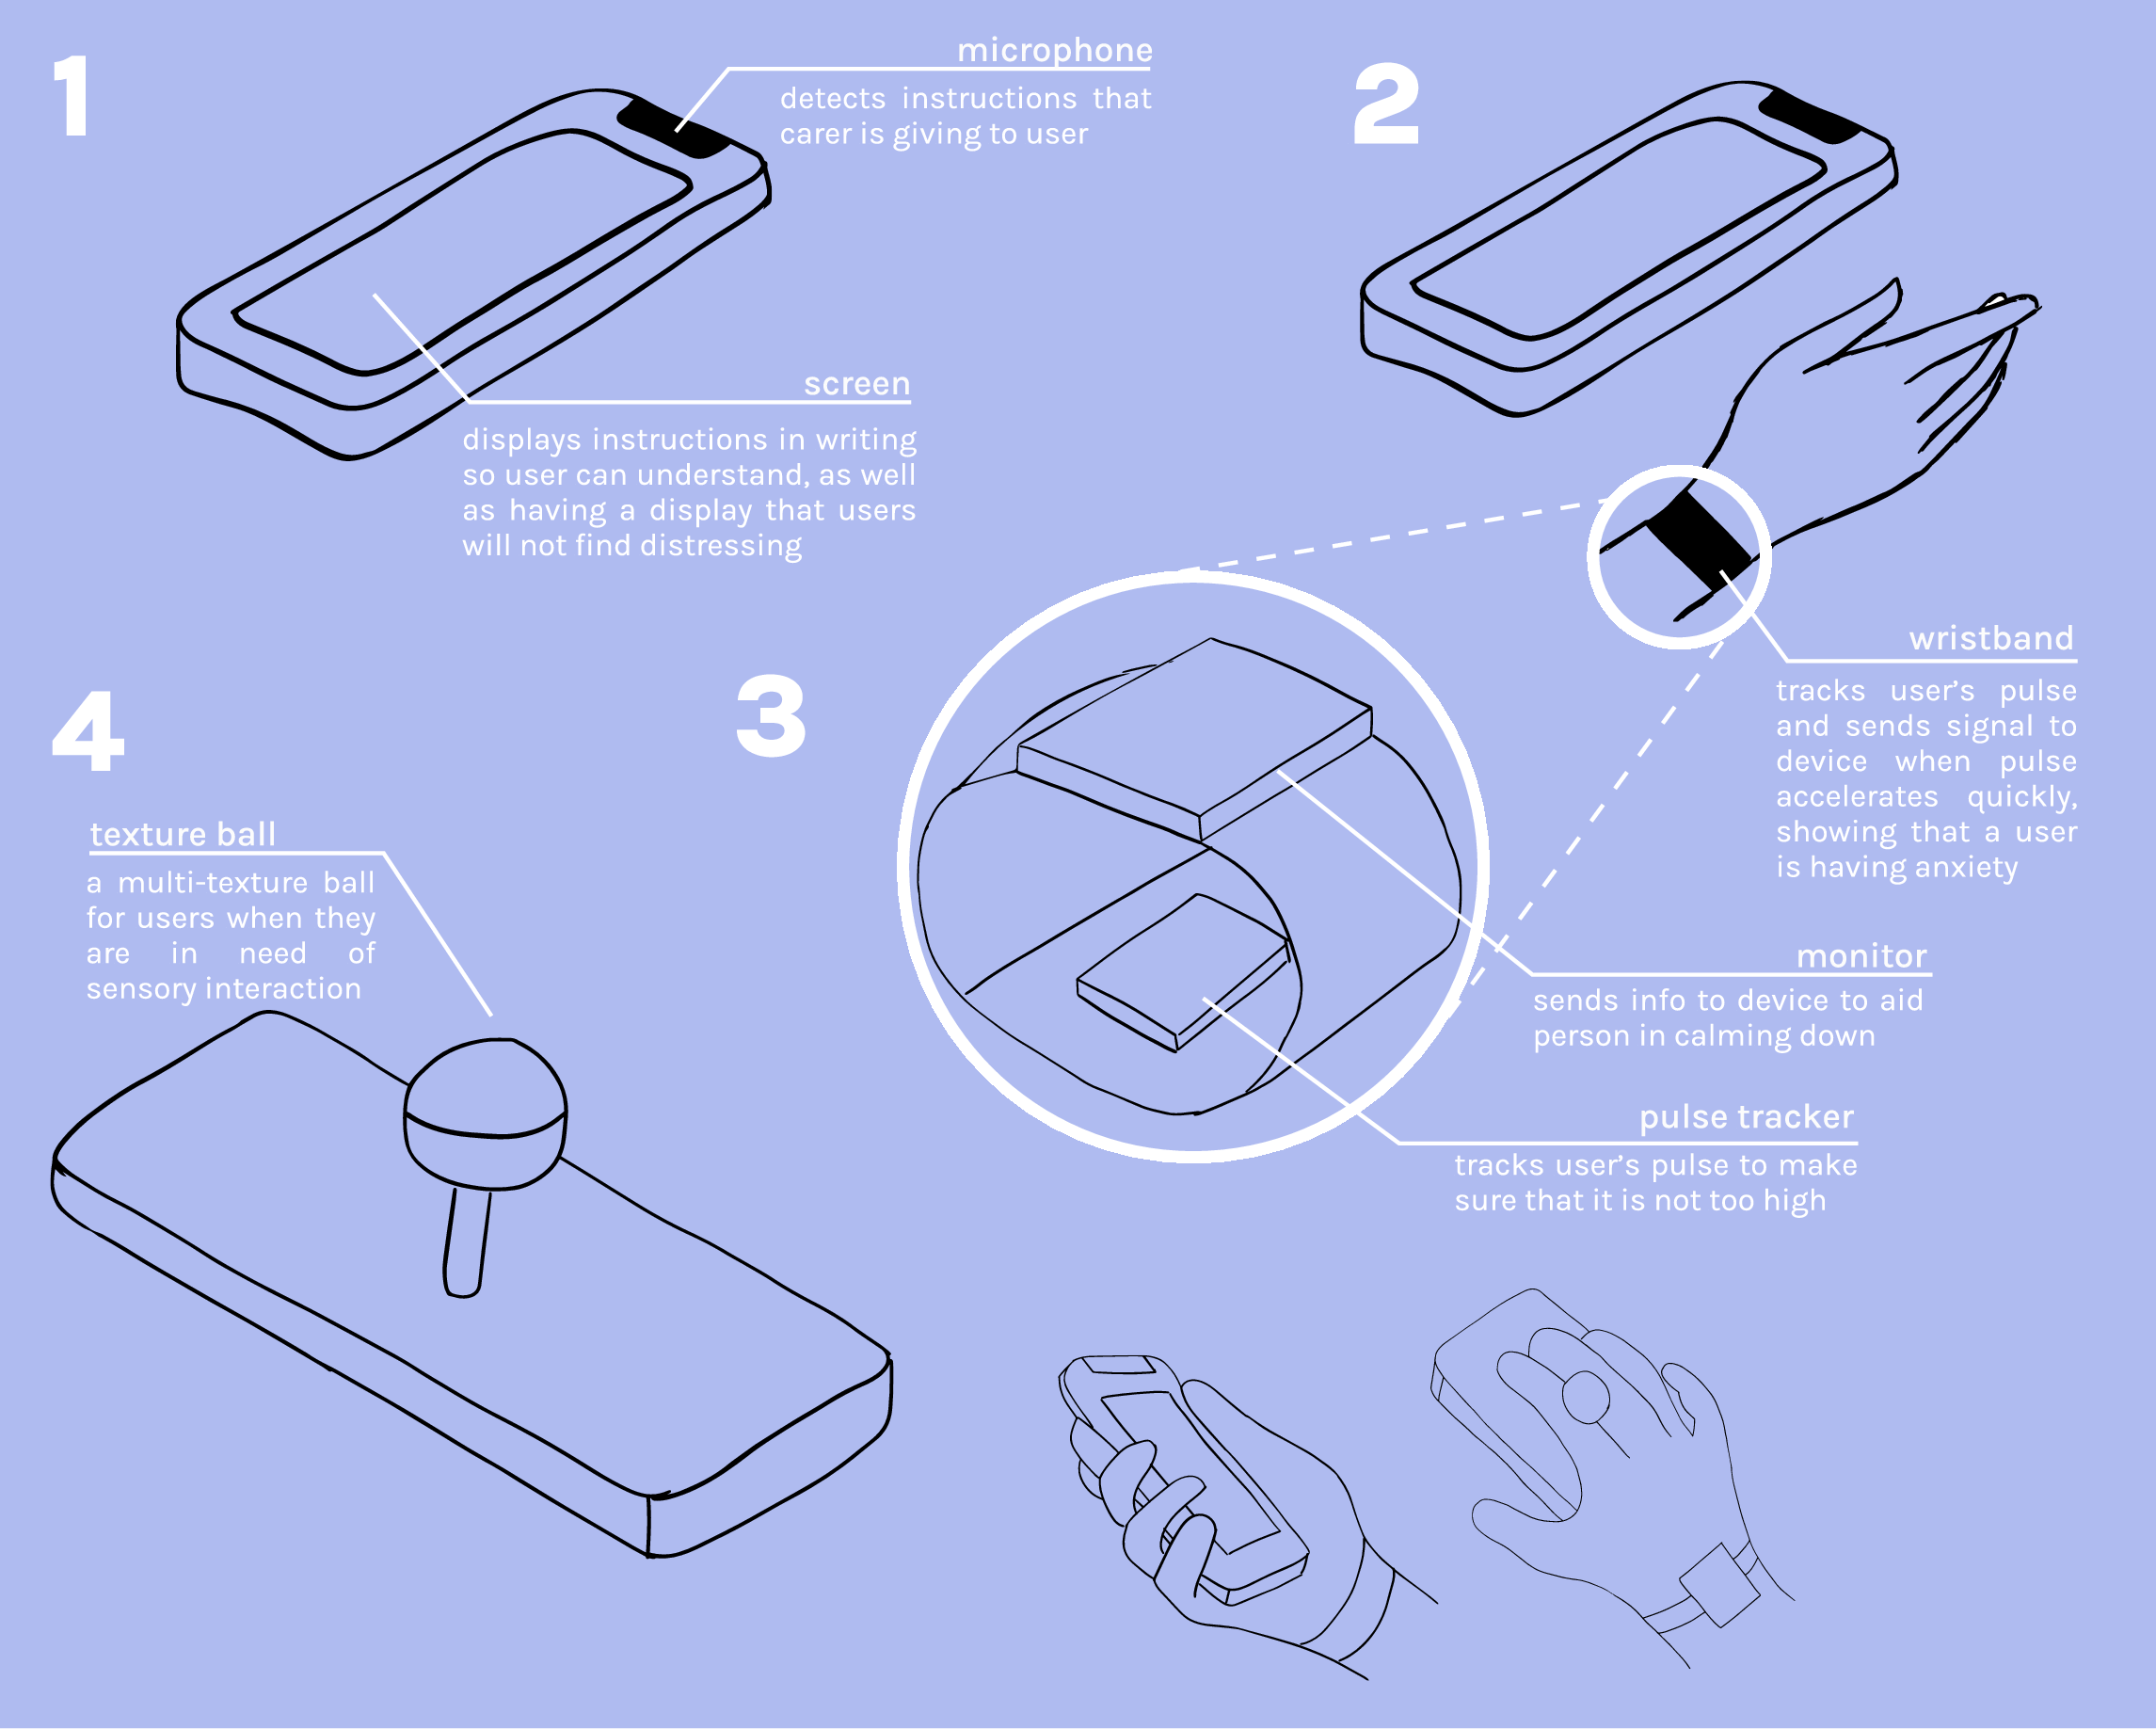 1
microphone
detects instructions that
carer is giving to user
screen
displays instructions in writing
so user can understand, as well
as having a display that users
will not find distressing
2
wristband
tracks user's pulse
and sends signal to
device when pulse
accelerates quickly,
showing that a user
is having anxiety
3
monitor
sends info to device to aid
person in calming down
pulse tracker
tracks user's pulse to make
sure that it is not too high
4
texture ball
a multi-texture ball
for users when they
are in need of
sensory interaction